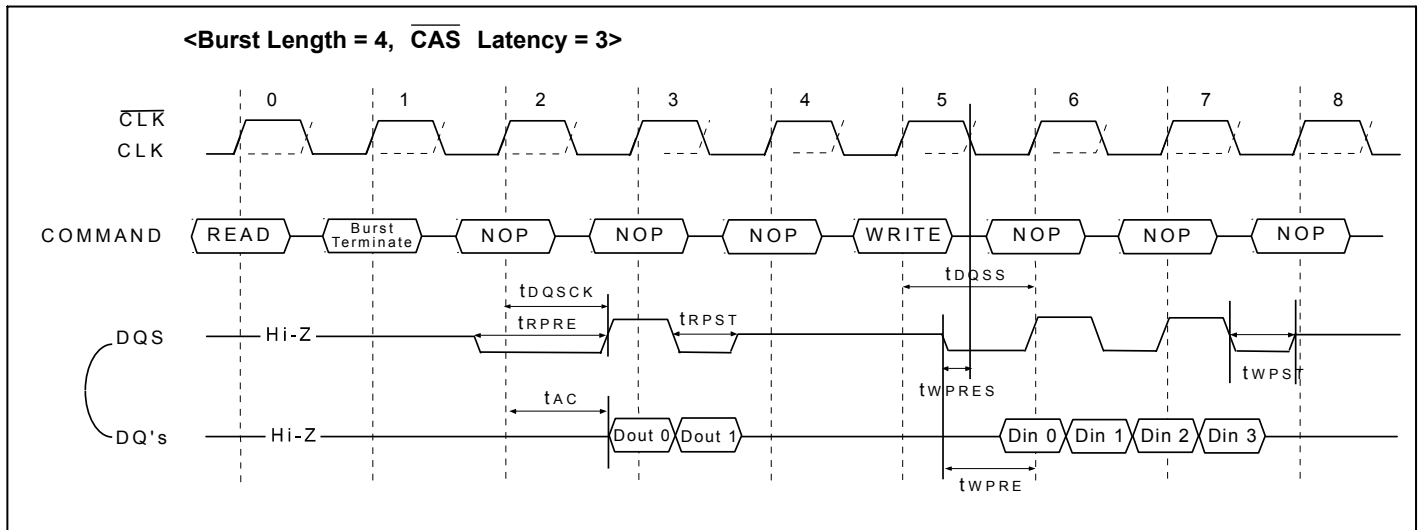 <Burst Length = 4, CAS Latency = 3>
0 1 2 3 4 5 6 7 8
CLK
CLK
COMMAND READ Burst Terminate NOP NOP NOP WRITE NOP NOP NOP
tDQSS
tDQSCK
tRPRE tRPST
DQS Hi-Z
tWPST
tWPRES
tAC
DQ's Hi-Z Dout 0 Dout 1 Din 0 Din 1 Din 2 Din 3
tWPRE